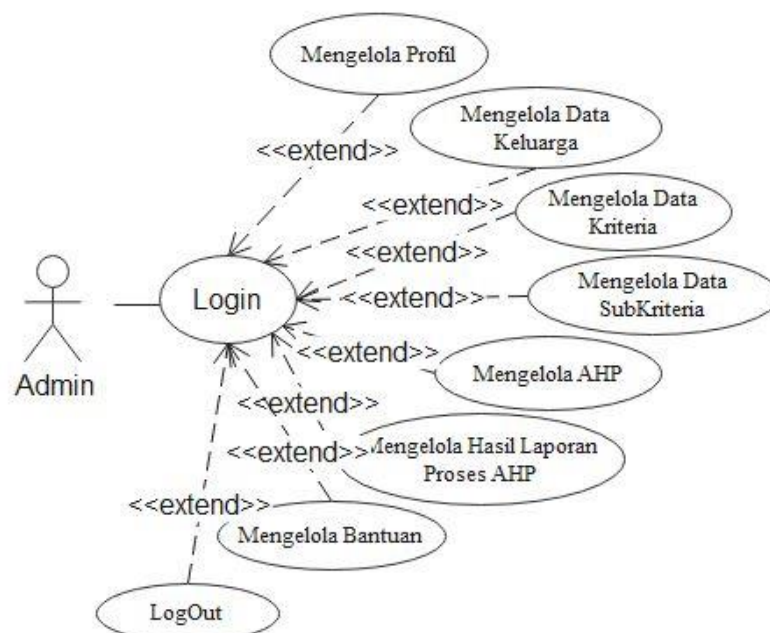 Mengelola Profil
Mengelola Data
Keluarga
<<extend>>
<<extend>>
Mengelola Data
Kriteria
<<extend>>
Login
Mengelola Data
SubKriteria
<<extend>>
Admin
<<extend>>
Mengelola AHP
<<extend>>
Mengelola Hasil Laporan
Proses AHP
<<extend>>
<<extend>>
Mengelola Bantuan
LogOut